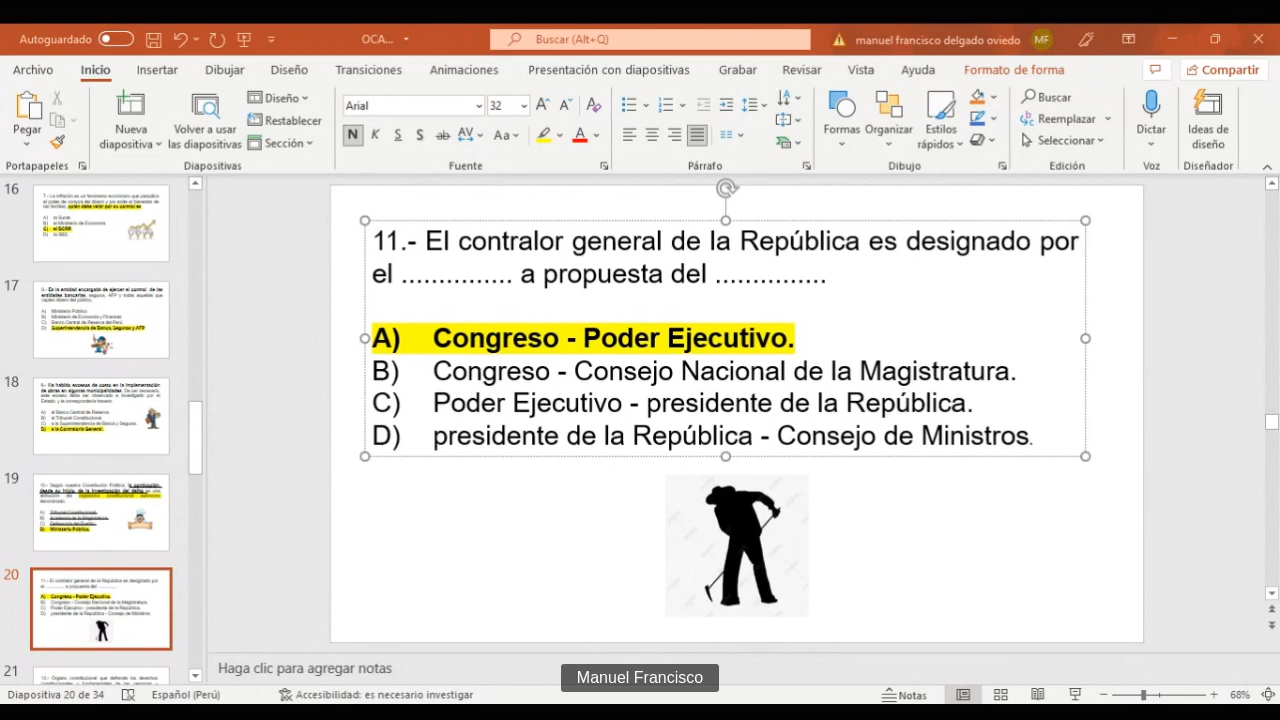 Autoguardado
OCA...
Buscar (Alt+Q)
manuel francisco delgado oviedo
MF
Archivo
Inicio
Insertar
Dibujar
Diseño
Transiciones
Animaciones
Presentación con diapositivas
Grabar
Revisar
Vista
Ayuda
Formato de forma
Compartir
Pegar
Portapapeles
Nueva
diapositiva
Volver a usar
las diapositivas
Diseño
Restablecer
Sección
Diapositivas
Arial
32
N K S S ab AV Aa A
Fuente
Párrafo
Formas
Organizar
Estilos
rápidos
Dibujo
Buscar
Reemplazar
Seleccionar
Edición
Dictar
Voz
Ideas de
diseño
Diseñador
16
17
18
19
20
21
11.- El contralor general de la República es designado por
el ............... a propuesta del ...............
A) Congreso - Poder Ejecutivo.
B) Congreso - Consejo Nacional de la Magistratura.
C) Poder Ejecutivo - presidente de la República.
D) presidente de la República - Consejo de Ministros.
Haga clic para agregar notas
Manuel Francisco
Diapositiva 20 de 34
Español (Perú)
Accesibilidad: es necesario investigar
Notas
68%